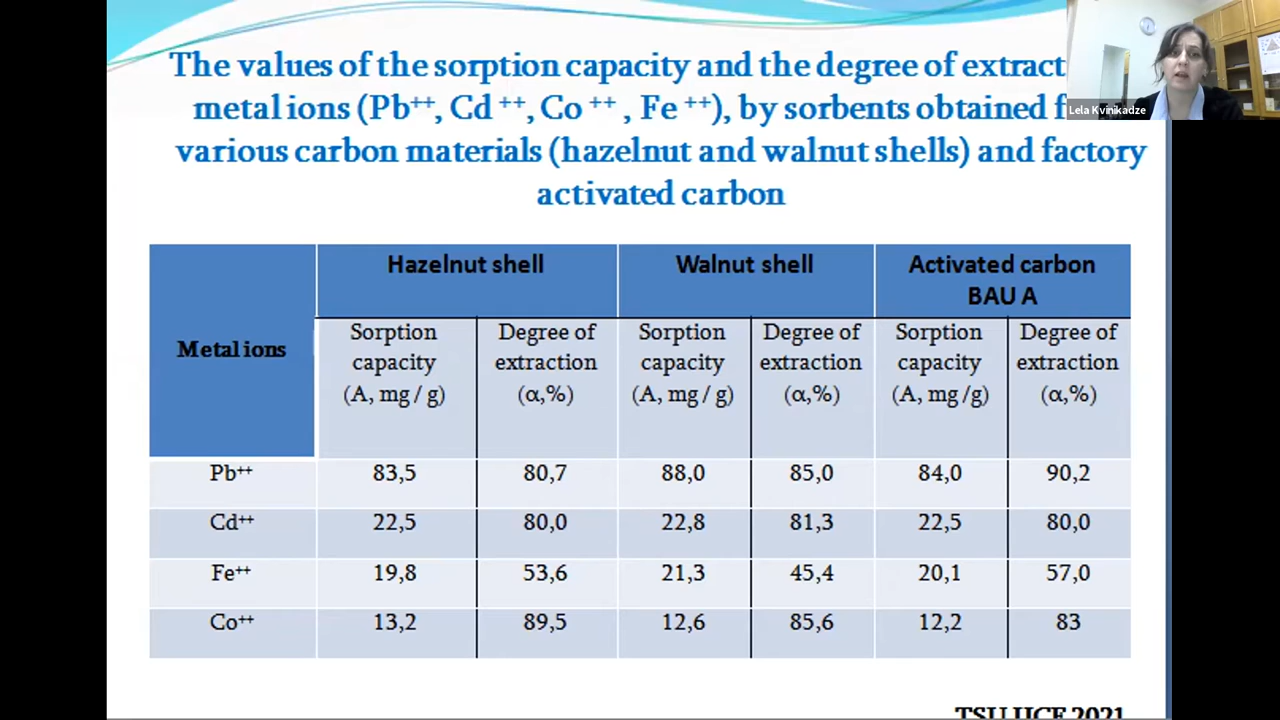 The values of the sorption capacity and the degree of extract
metal ions (Pb⁺⁺, Cd ⁺⁺, Co ⁺⁺ , Fe ⁺⁺), by sorbents obtained
various carbon materials (hazelnut and walnut shells) and factory
activated carbon
Lela Kvinikadze
Metal ions
Hazelnut shell
Walnut shell
Activated carbon
BAU A
Sorption
capacity
(A, mg / g)
Degree of
extraction
(α,%)
Sorption
capacity
(A, mg / g)
Degree of
extraction
(α,%)
Sorption
capacity
(A, mg /g)
Degree of
extraction
(α,%)
Pb⁺⁺ 83,5 80,7 88,0 85,0 84,0 90,2
Cd⁺⁺ 22,5 80,0 22,8 81,3 22,5 80,0
Fe⁺⁺ 19,8 53,6 21,3 45,4 20,1 57,0
Co⁺⁺ 13,2 89,5 12,6 85,6 12,2 83
TSU IICE 2021